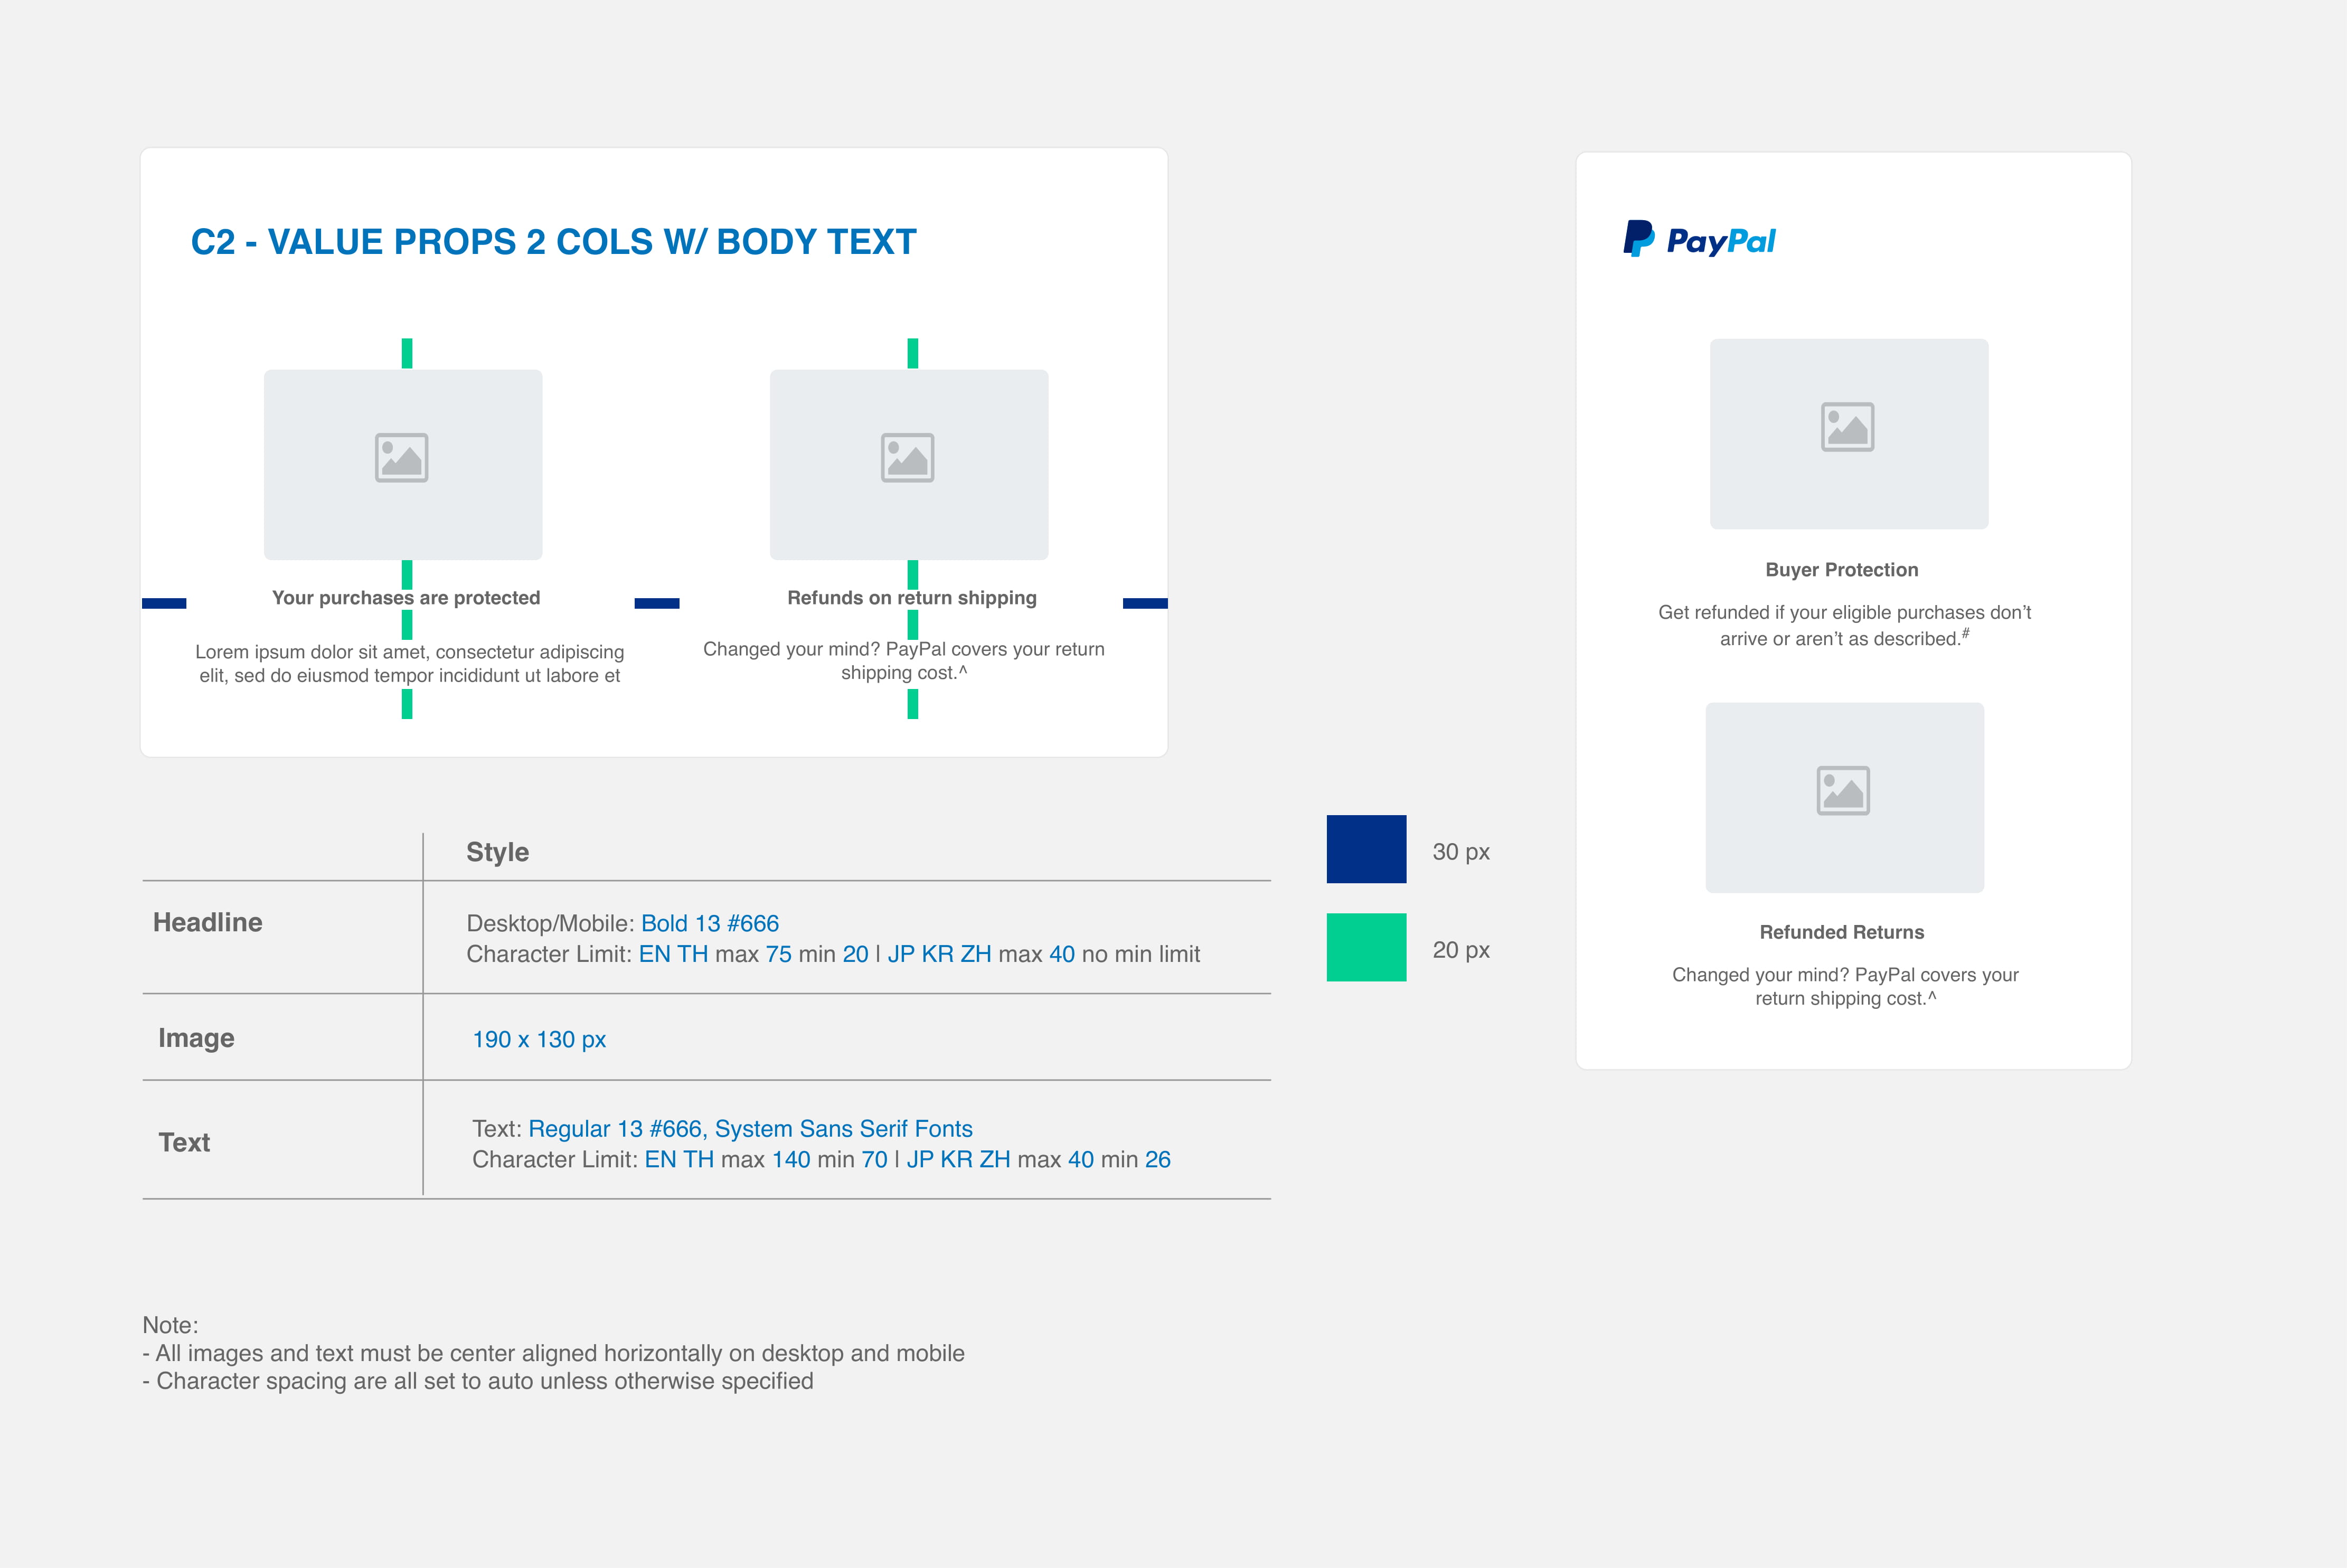 C2 - VALUE PROPS 2 COLS W/ BODY TEXT
Your purchases are protected
Lorem ipsum dolor sit amet, consectetur adipiscing
elit, sed do eiusmod tempor incididunt ut labore et
Refunds on return shipping
Changed your mind? PayPal covers your return
shipping cost.^
Style
Headline
Desktop/Mobile: Bold 13 #666
Character Limit: EN TH max 75 min 20 | JP KR ZH max 40 no min limit
Image
190 x 130 px
Text
Text: Regular 13 #666, System Sans Serif Fonts
Character Limit: EN TH max 140 min 70 | JP KR ZH max 40 min 26
30 px
20 px
Note:
- All images and text must be center aligned horizontally on desktop and mobile
- Character spacing are all set to auto unless otherwise specified
PayPal
Buyer Protection
Get refunded if your eligible purchases don’t
arrive or aren’t as described.#
Refunded Returns
Changed your mind? PayPal covers your
return shipping cost.^